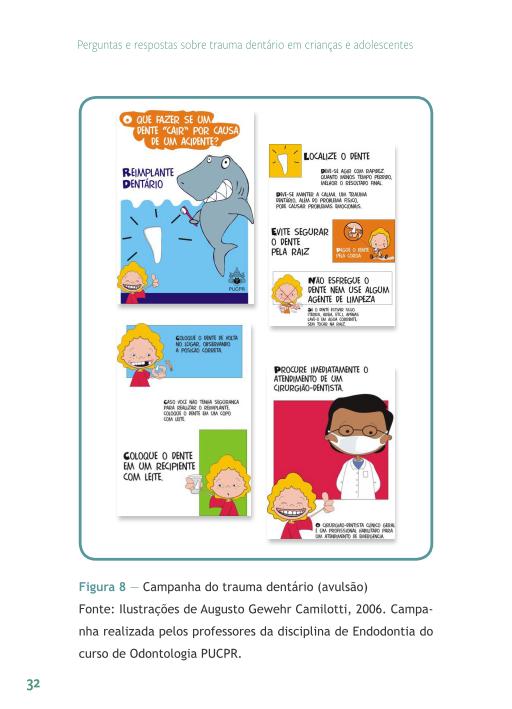 Perguntas e respostas sobre trauma dentário em crianças e adolescentes
O QUE FAZER SE UM
DENTE “CAIR” POR CAUSA
DE UM ACIDENTE?
REIMPLANTE
DENTÁRIO
PUCPR
LOCALIZE O DENTE
DEVE-SE AGIR COM RAPIDEZ.
QUANTO MENOS TEMPO PERDIDO,
MELHOR O RESULTADO FINAL.
DEVE-SE MANTER A CALMA. UM TRAUMA
DENTÁRIO, ALÉM DO PROBLEMA FÍSICO,
PODE CAUSAR PROBLEMAS EMOCIONAIS.
EVITE SEGURAR
O DENTE
PELA RAIZ
PEGUE O DENTE
PELA COROA
NÃO ESFREGUE O
DENTE NEM USE ALGUM
AGENTE DE LIMPEZA
SE O DENTE ESTIVER SUJO
(TERRA, AREIA, ETC.), APENAS
LAVE-O EM ÁGUA CORRENTE,
SEM TOCAR NA RAIZ.
COLOQUE O DENTE DE VOLTA
NO LUGAR, OBSERVANDO
A POSIÇÃO CORRETA.
CASO VOCÊ NÃO TENHA SEGURANÇA
PARA REALIZAR O REIMPLANTE,
COLOQUE O DENTE EM UM COPO
COM LEITE.
COLOQUE O DENTE
EM UM RECIPIENTE
COM LEITE.
PROCURE IMEDIATAMENTE O
ATENDIMENTO DE UM
CIRURGIÃO-DENTISTA.
O CIRURGIÃO-DENTISTA CLÍNICO GERAL
É UM PROFISSIONAL HABILITADO PARA
UM ATENDIMENTO DE EMERGÊNCIA.
Figura 8 — Campanha do trauma dentário (avulsão)
Fonte: Ilustrações de Augusto Gewehr Camilotti, 2006. Campa-
nha realizada pelos professores da disciplina de Endodontia do
curso de Odontologia PUCPR.
32